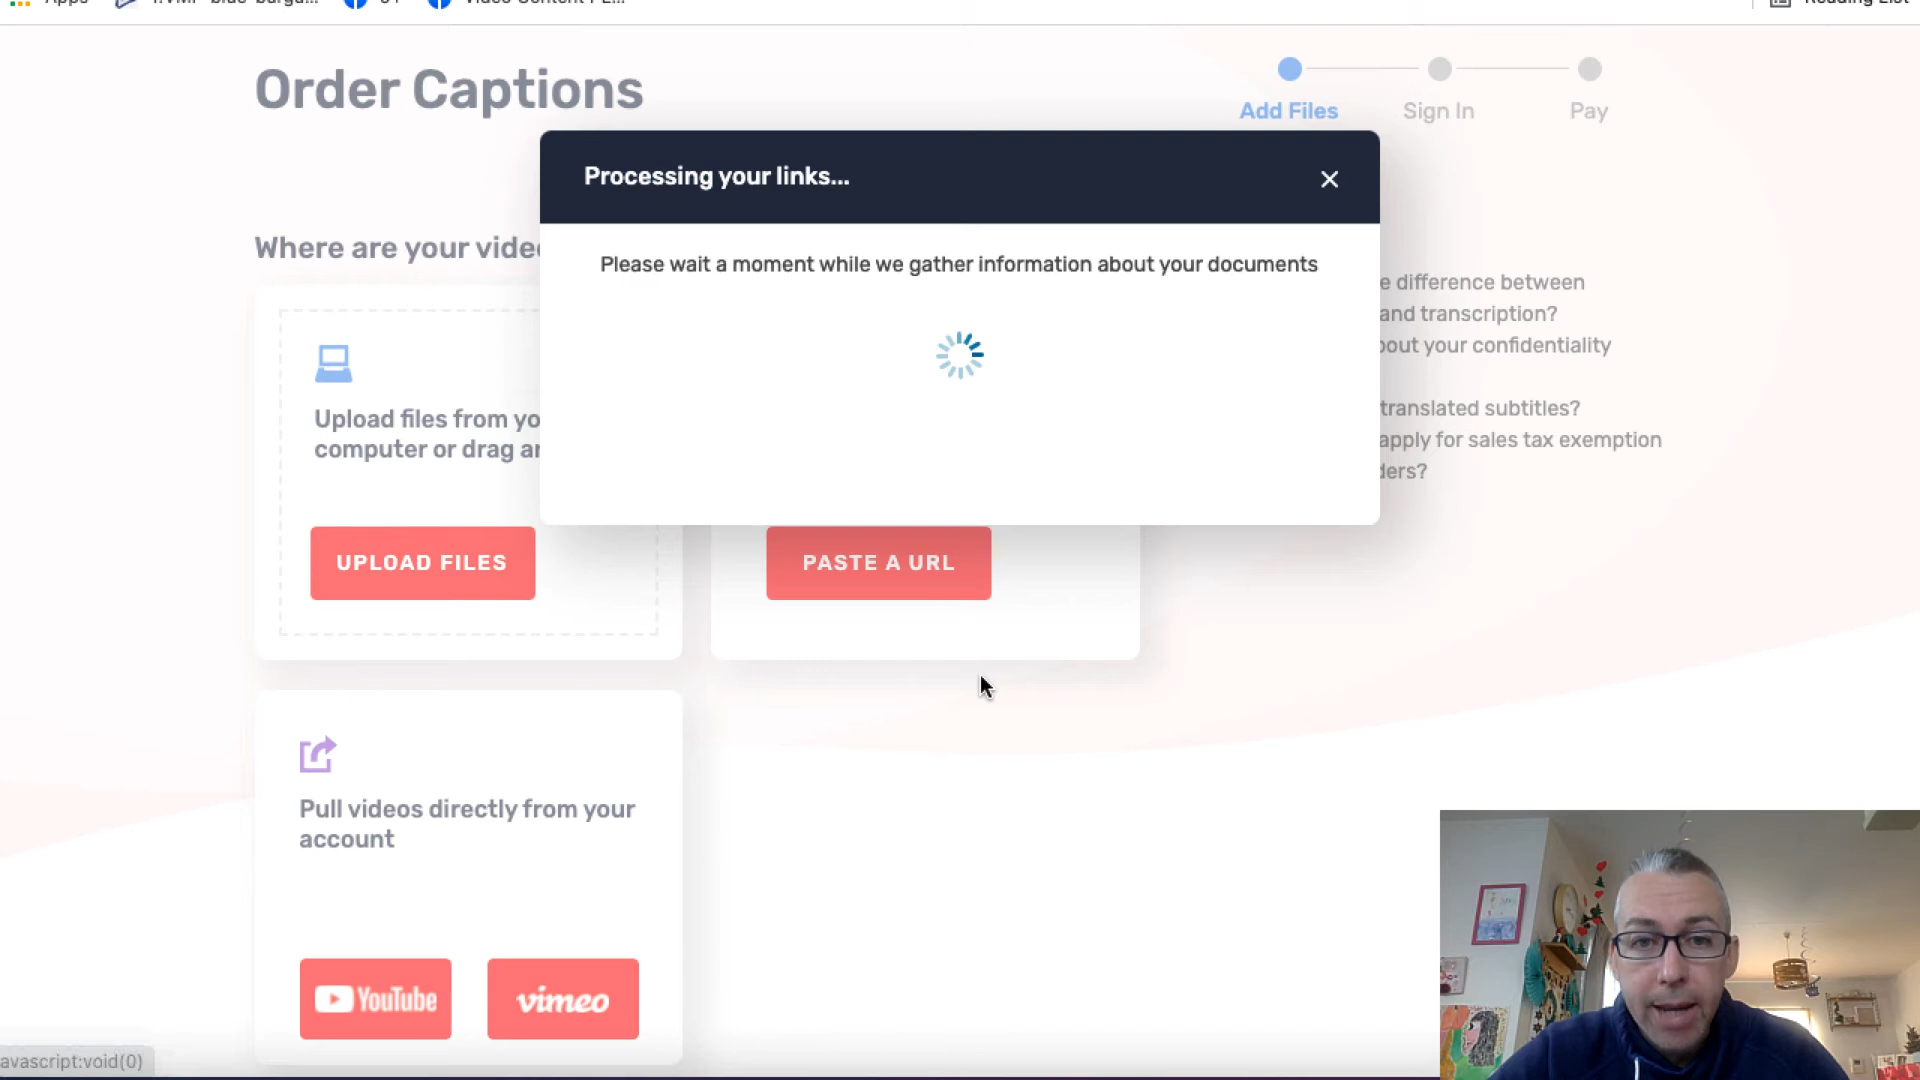 Apps
Order Captions
Add Files
Sign In
Pay
Processing your links...
Please wait a moment while we gather information about your documents
Where are your vide
e difference between
and transcription?
out your confidentiality
translated subtitles?
apply for sales tax exemption
ders?
Upload files from yo
computer or drag ar
UPLOAD FILES
PASTE A URL
Pull videos directly from your
account
YouTube
vimeo
avascript:void(0)